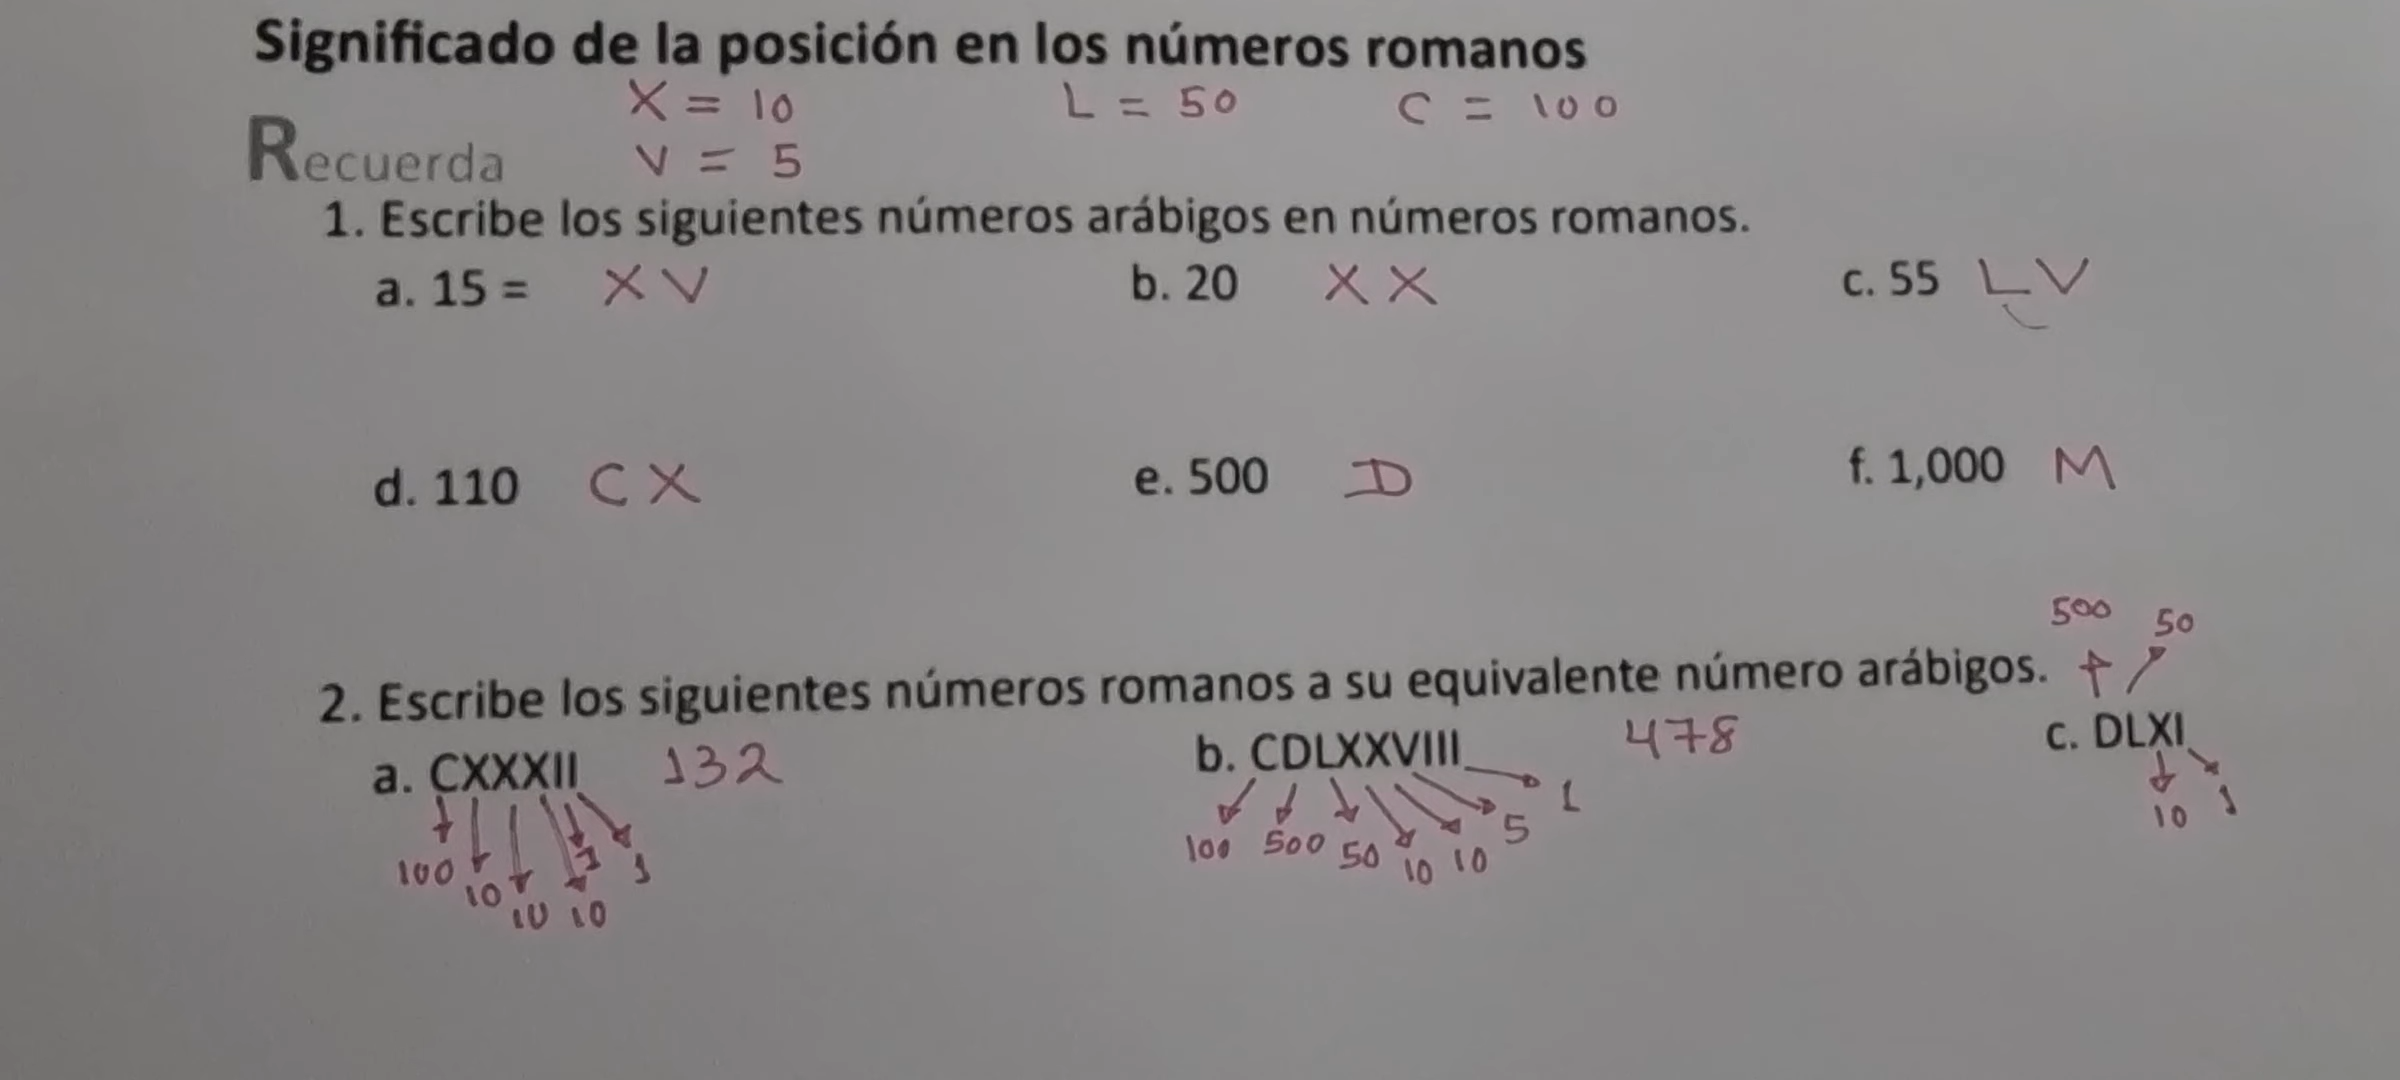 Significado de la posición en los números romanos
X = 10 L = 50 C = 100
Recuerda V = 5
1. Escribe los siguientes números arábigos en números romanos.
a. 15 = XV b. 20 XX c. 55 LV
d. 110 CX e. 500 D f. 1,000 M
500 50
2. Escribe los siguientes números romanos a su equivalente número arábigos.
a. CXXXII 132 b. CDLXXVIII 478 c. DLXI
100 10 10 10 1 1 100 500 50 10 10 5 1 10 1